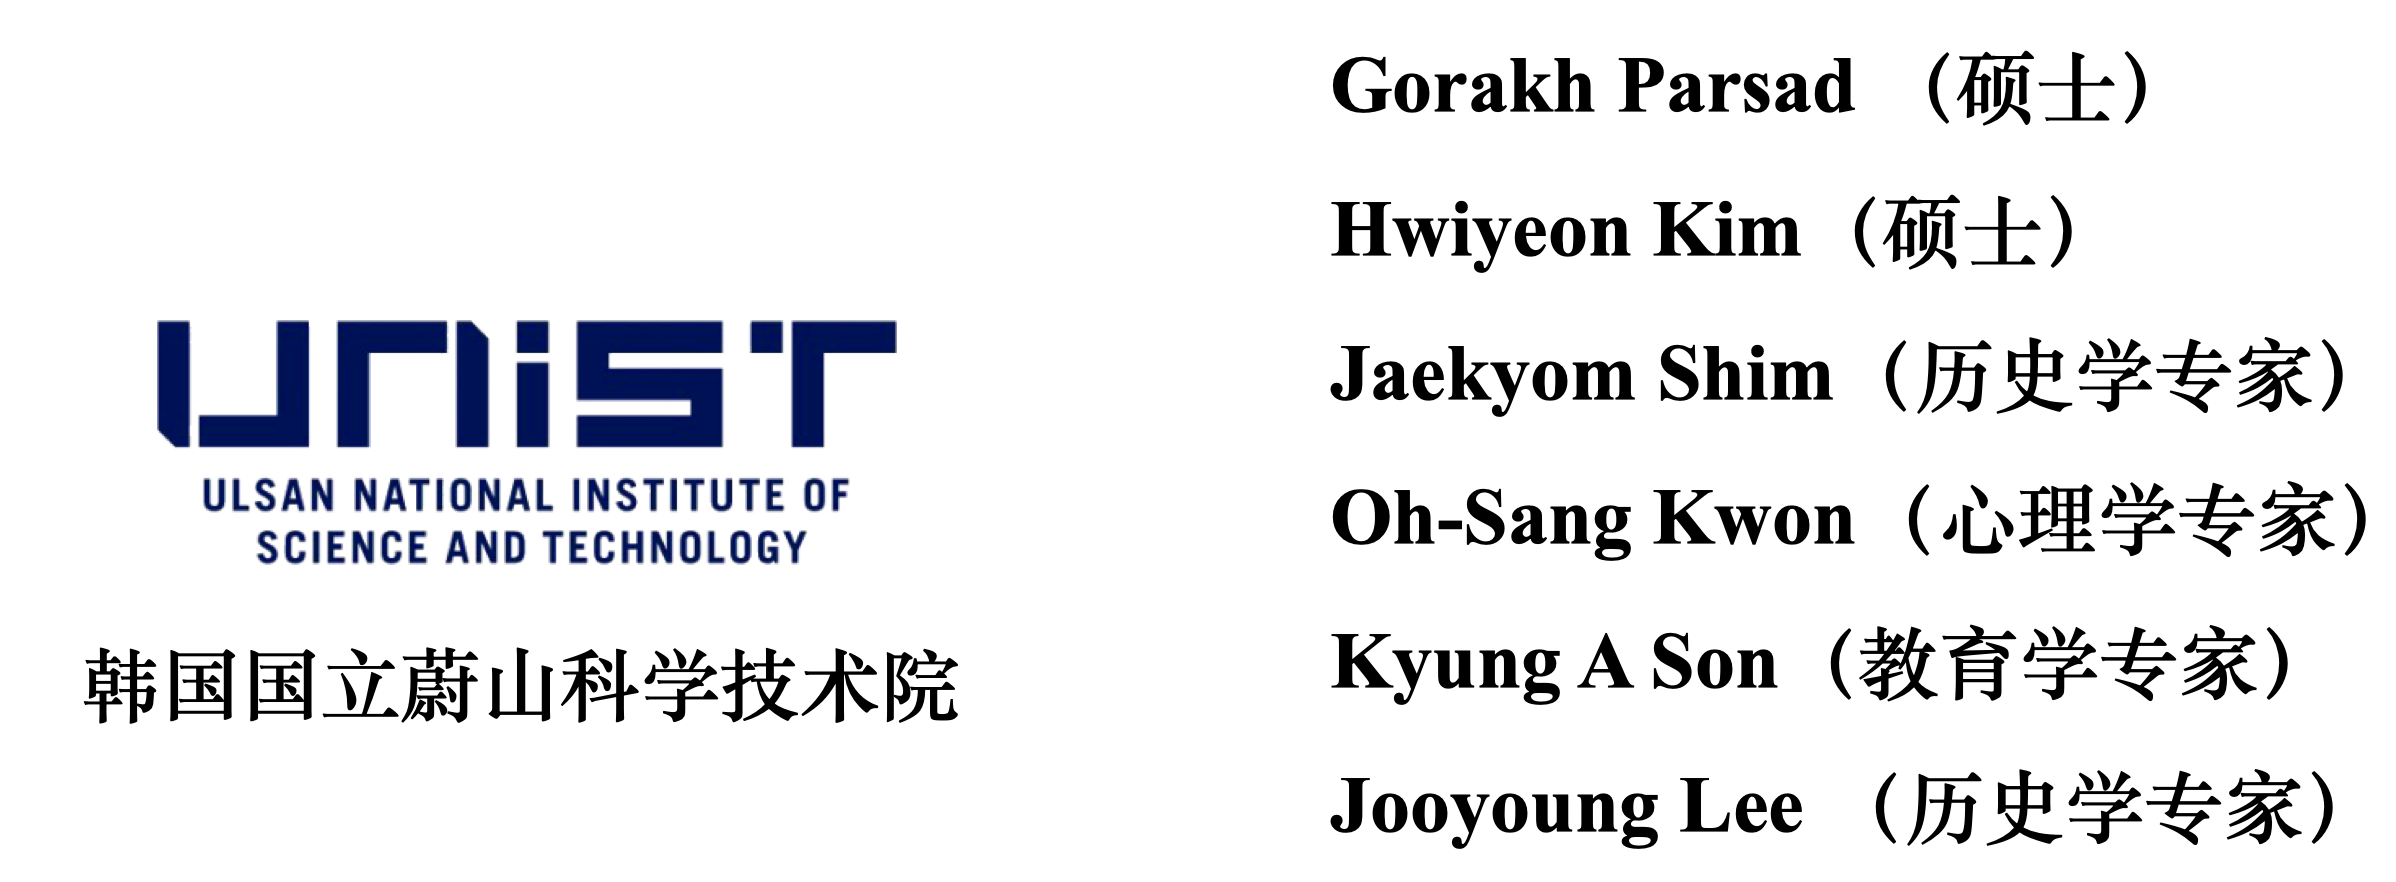 UNIST
ULSAN NATIONAL INSTITUTE OF
SCIENCE AND TECHNOLOGY
韩国国立蔚山科学技术院
Gorakh Parsad （硕士）
Hwiyeon Kim（硕士）
Jaekyom Shim（历史学专家）
Oh-Sang Kwon（心理学专家）
Kyung A Son（教育学专家）
Jooyoung Lee （历史学专家）